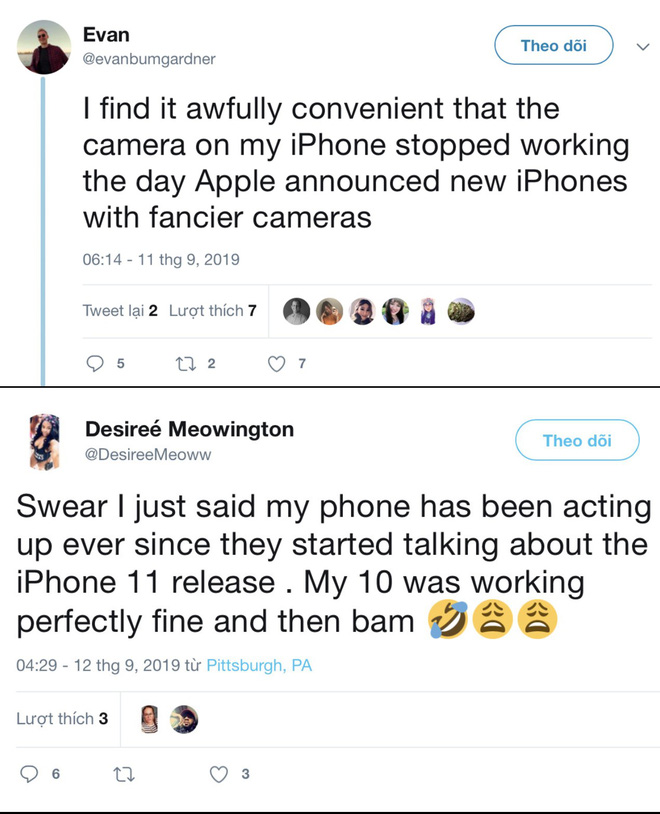 Evan
@evanbumgardner
Theo dõi
I find it awfully convenient that the
camera on my iPhone stopped working
the day Apple announced new iPhones
with fancier cameras
06:14 - 11 thg 9, 2019
Tweet lại 2 Lượt thích 7
5 2 7
Desireé Meowington
@DesireeMeoww
Theo dõi
Swear I just said my phone has been acting
up ever since they started talking about the
iPhone 11 release . My 10 was working
perfectly fine and then bam 🤣😩😩
04:29 - 12 thg 9, 2019 từ Pittsburgh, PA
Lượt thích 3
6 3